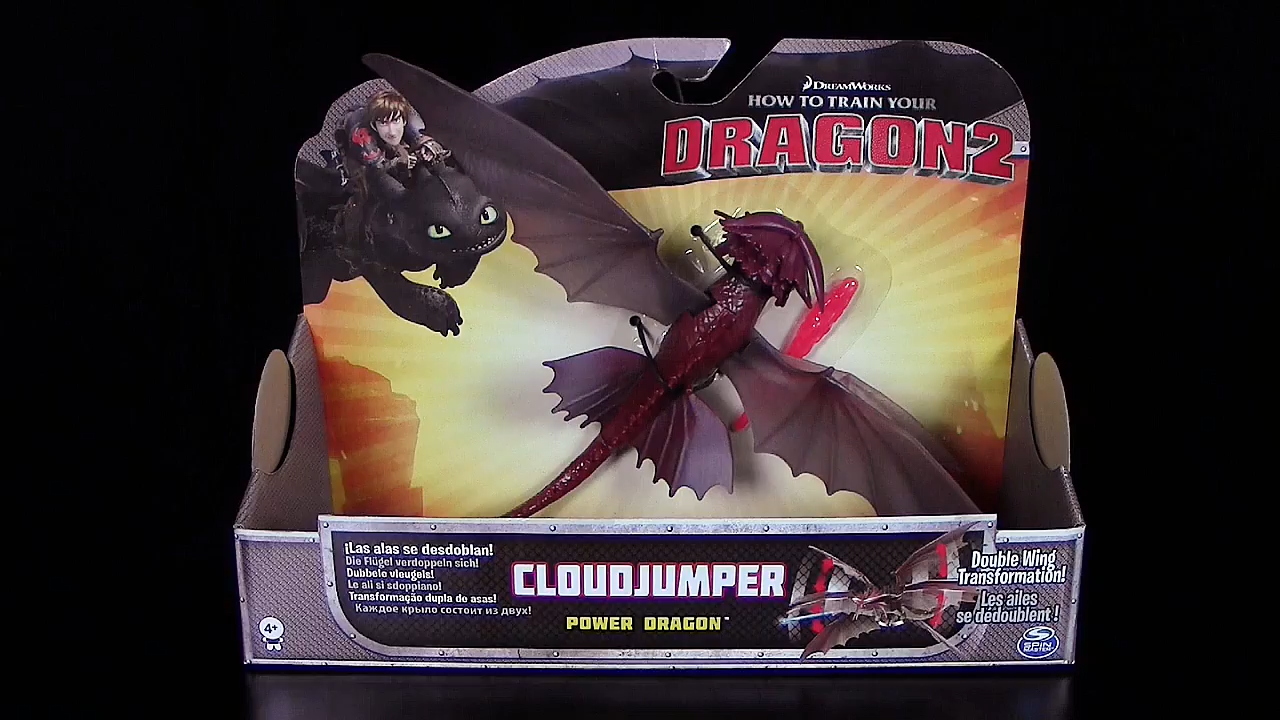 DREAMWORKS
HOW TO TRAIN YOUR
DRAGON 2
¡Las alas se desdoblan!
Die Flügel verdoppeln sich!
Dubbele vleugels!
Le ali si sdoppiano!
Transformação dupla de asas!
Каждое крыло состоит из двух!
4+
CLOUDJUMPER
POWER DRAGON™
Double Wing
Transformation!
Les ailes
se dédoublent !
SPIN
MASTER